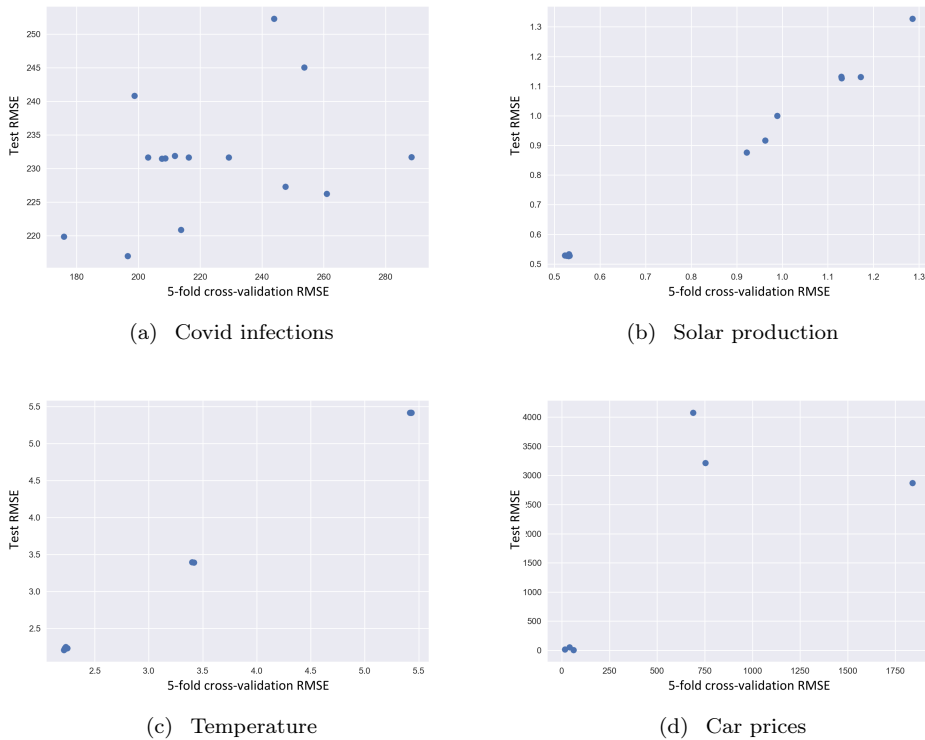 250
245
240
235
230
225
220
Test RMSE
180 200 220 240 260 280
5-fold cross-validation RMSE
(a) Covid infections
1.3
1.2
1.1
1.0
0.9
0.8
0.7
0.6
0.5
Test RMSE
0.5 0.6 0.7 0.8 0.9 1.0 1.1 1.2 1.3
5-fold cross-validation RMSE
(b) Solar production
5.5
5.0
4.5
4.0
3.5
3.0
2.5
Test RMSE
2.5 3.0 3.5 4.0 4.5 5.0 5.5
5-fold cross-validation RMSE
(c) Temperature
4000
3500
3000
2500
2000
1500
1000
500
0
Test RMSE
0 250 500 750 1000 1250 1500 1750
5-fold cross-validation RMSE
(d) Car prices